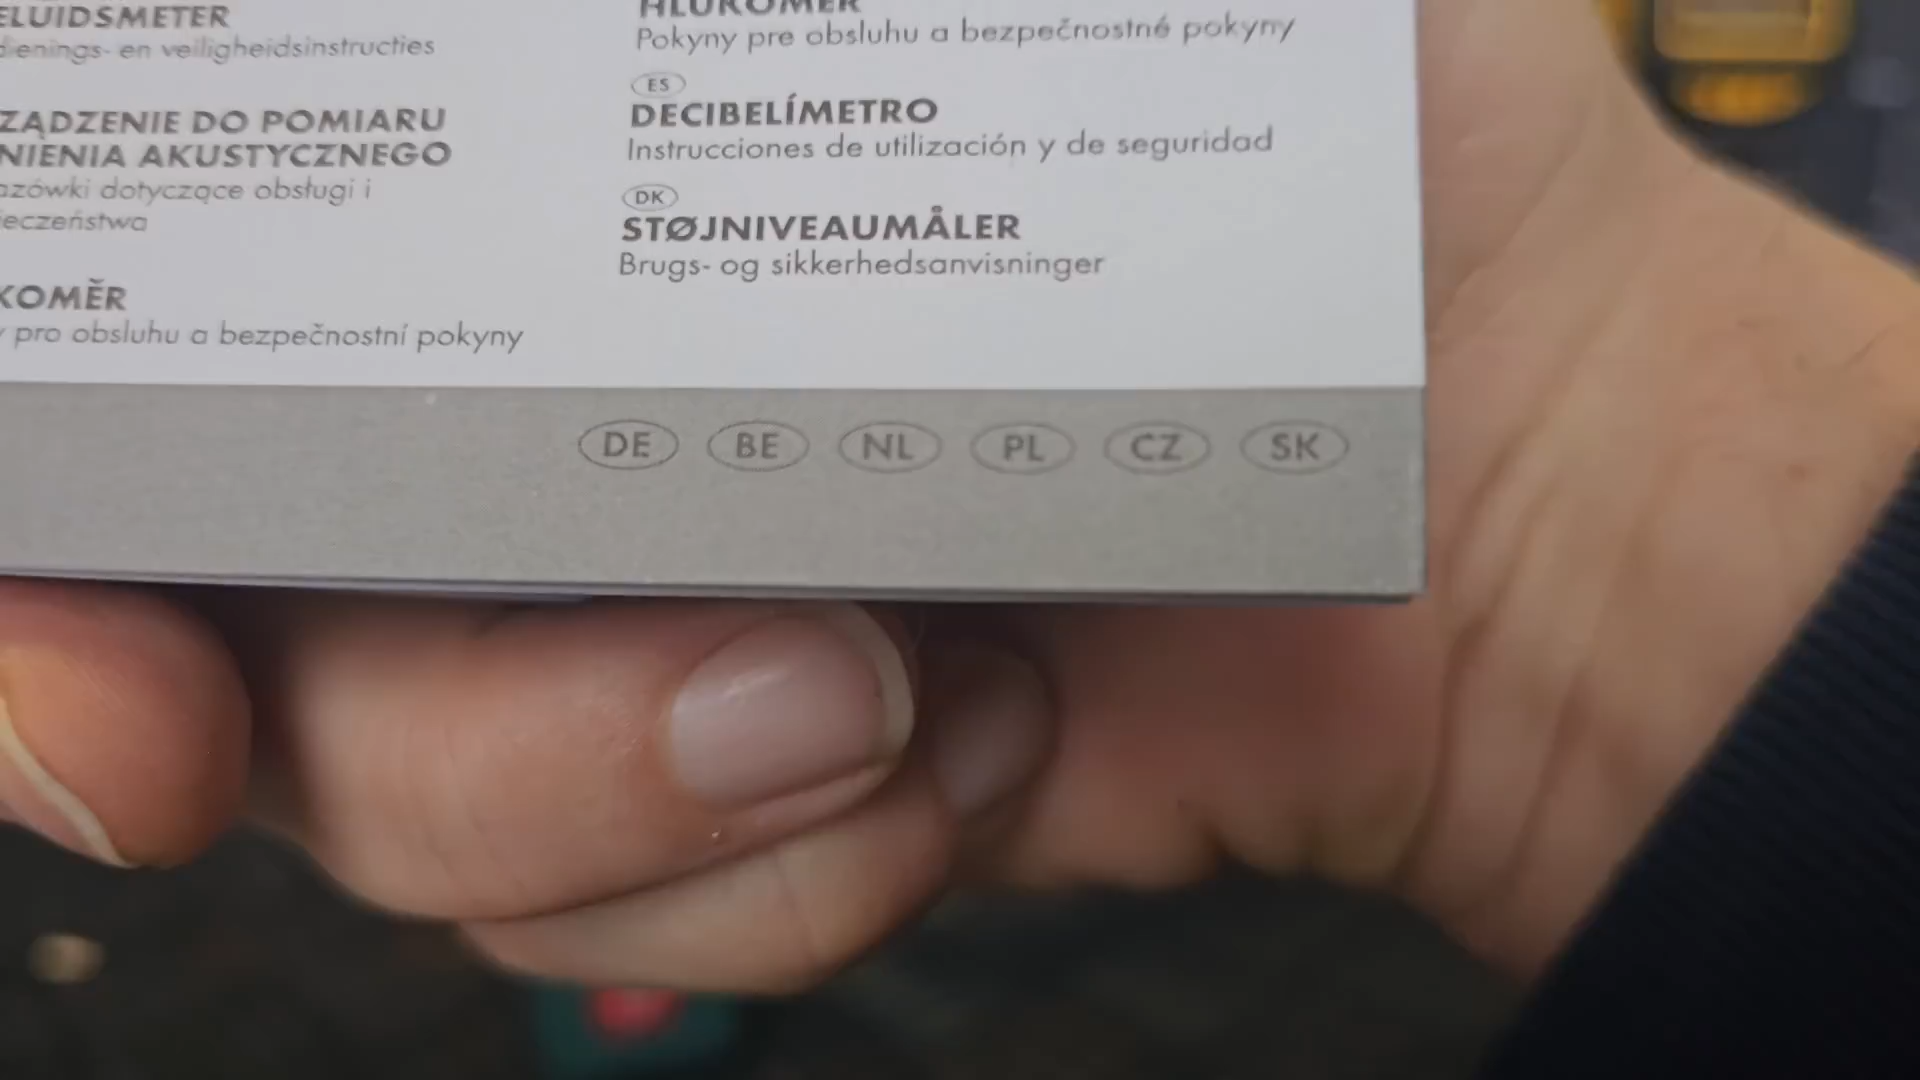 ELUIDSMETER
dienings- en veiligheidsinstructies
ZĄDZENIE DO POMIARU
NIENIA AKUSTYCZNEGO
azówki dotyczące obsługi i
ieczeństwa
KOMĚR
pro obsluhu a bezpečnostní pokyny
HLUKOMER
Pokyny pre obsluhu a bezpečnostné pokyny
ES
DECIBELÍMETRO
Instrucciones de utilización y de seguridad
DK
STØJNIVEAUMÅLER
Brugs- og sikkerhedsanvisninger
DE BE NL PL CZ SK